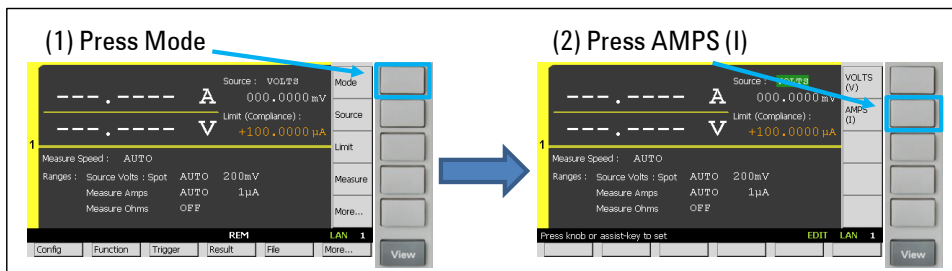 (1) Press Mode
Source : VOLTS
Mode
---.---- A
000.0000 mV
Limit (Compliance) :
Source
---.---- V
+100.0000 µA
1
Limit
Measure Speed : AUTO
Ranges : Source Volts : Spot AUTO 200mV
Measure
Measure Amps AUTO 1µA
Measure Ohms OFF
More...
REM LAN 1
Config Function Trigger Result File More... View
(2) Press AMPS (I)
Source : VOLTS
VOLTS
(V)
---.---- A
000.0000 mV
AMPS
(I)
Limit (Compliance) :
---.---- V
+100.0000 µA
1
Measure Speed : AUTO
Ranges : Source Volts : Spot AUTO 200mV
Measure Amps AUTO 1µA
Measure Ohms OFF
Press knob or assist-key to set EDIT LAN 1
View